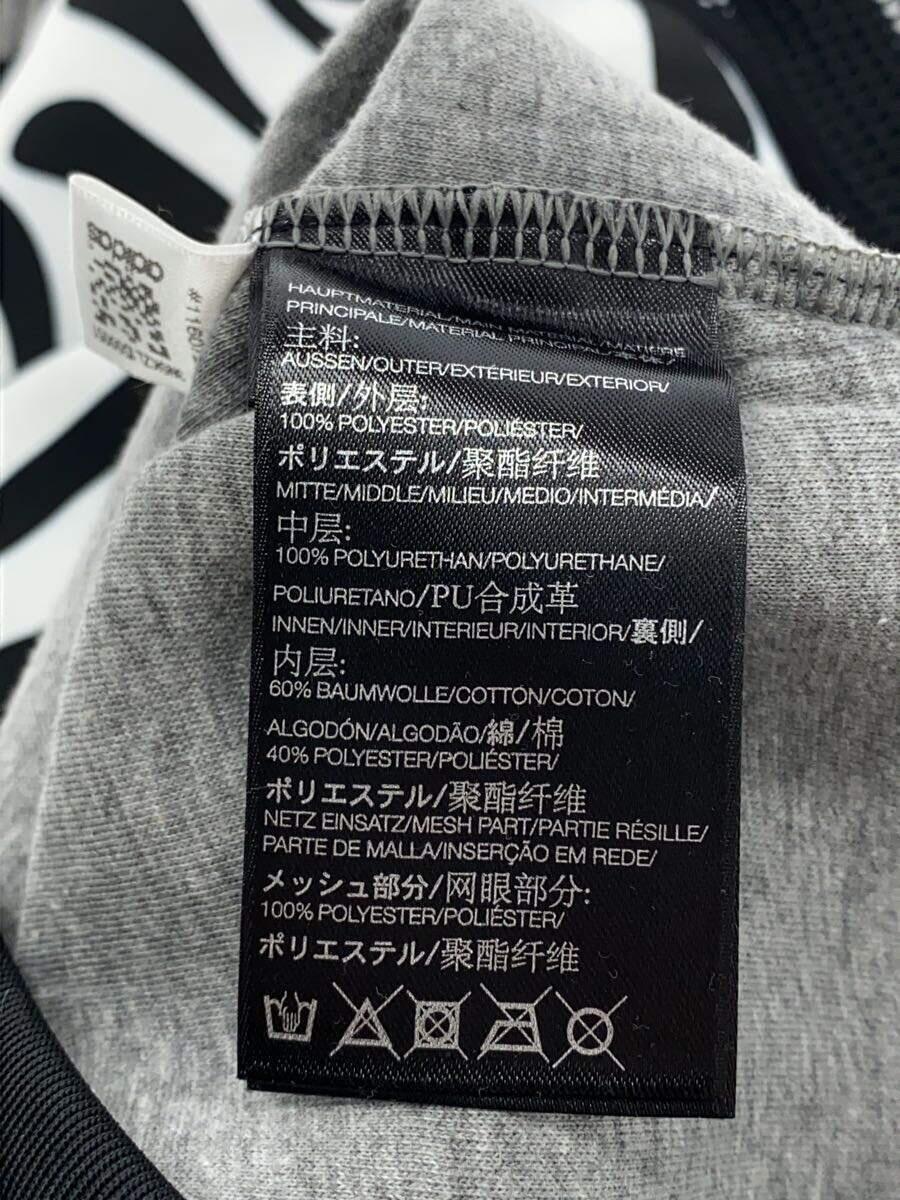 adidas
HAUPTMATERIAL/MAIN MATERIAL/MATIÈRE
PRINCIPALE/MATERIAL PRINCIPAL/
主料:
AUSSEN/OUTER/EXTÉRIEUR/EXTERIOR/
表側/外层:
100% POLYESTER/POLIÉSTER/
ポリエステル/聚酯纤维
MITTE/MIDDLE/MILIEU/MEDIO/INTERMÉDIA/
中层:
100% POLYURETHAN/POLYURETHANE/
POLIURETANO/PU合成革
INNEN/INNER/INTERIEUR/INTERIOR/裏側/
内层:
60% BAUMWOLLE/COTTON/COTON/
ALGODÓN/ALGODÃO/綿/棉
40% POLYESTER/POLIÉSTER/
ポリエステル/聚酯纤维
NETZ EINSATZ/MESH PART/PARTIE RÉSILLE/
PARTE DE MALLA/INSERÇÃO EM REDE/
メッシュ部分/网眼部分:
100% POLYESTER/POLIÉSTER/
ポリエステル/聚酯纤维